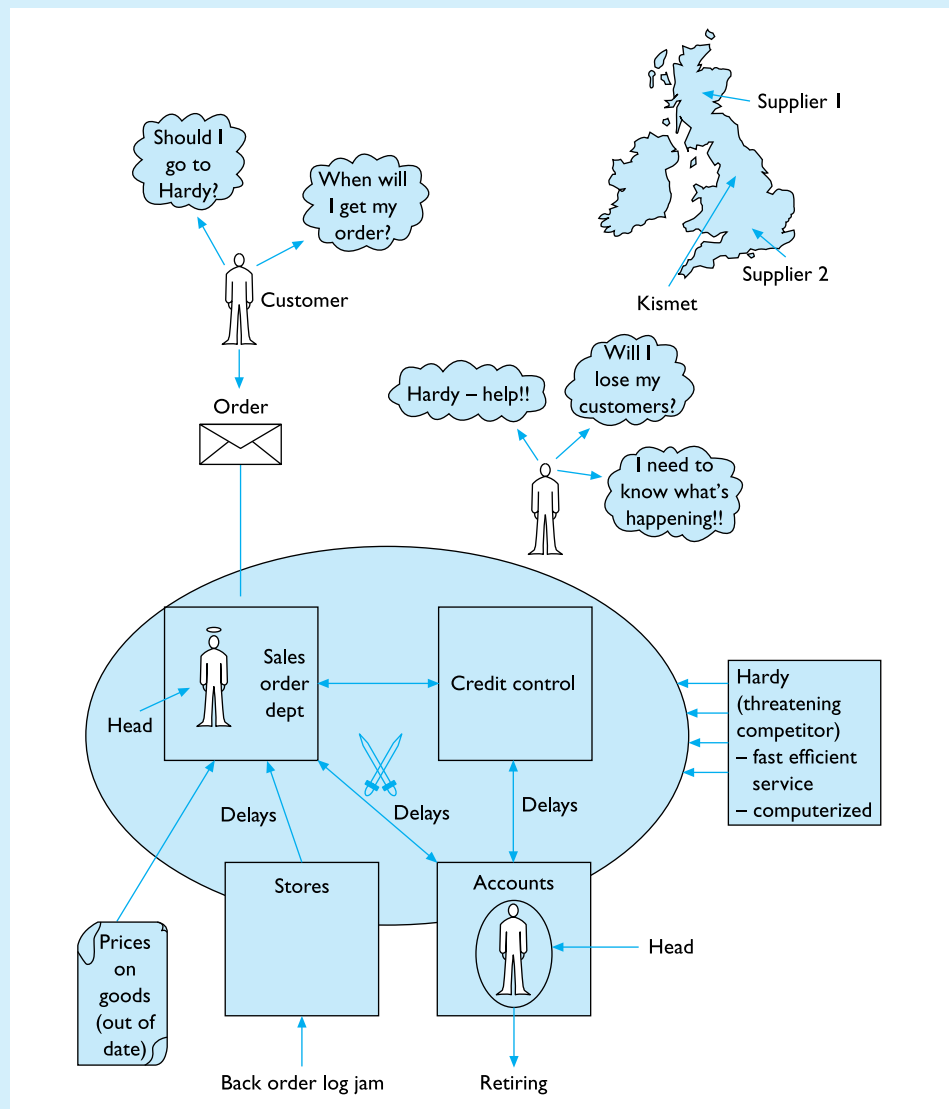 Should I
go to
Hardy?
When will
I get my
order?
Customer
Order
Supplier 1
Supplier 2
Kismet
Hardy – help!!
Will I
lose my
customers?
I need to
know what's
happening!!
Sales
order
dept
Head
Credit control
Hardy
(threatening
competitor)
– fast efficient
service
– computerized
Delays
Delays
Delays
Stores
Accounts
Head
Prices
on
goods
(out of
date)
Back order log jam
Retiring